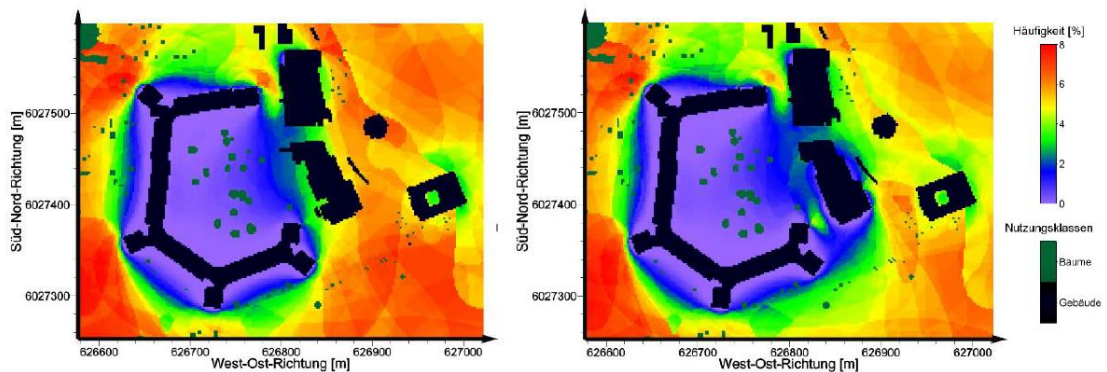 Süd-Nord-Richtung [m]
6027500
6027400
6027300
626600
626700
626800
626900
627000
West-Ost-Richtung [m]
Süd-Nord-Richtung [m]
6027500
6027400
6027300
626600
626700
626800
626900
627000
West-Ost-Richtung [m]
Häufigkeit [%]
8
6
4
2
0
Nutzungsklassen
Bäume
Gebäude